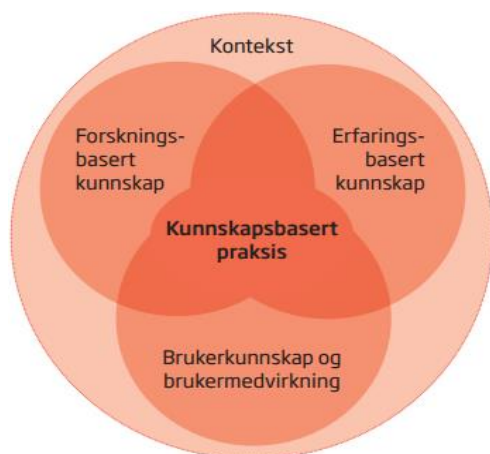 Kontekst
Forsknings-
basert
kunnskap
Erfarings-
basert
kunnskap
Kunnskapsbasert
praksis
Brukerkunnskap og
brukermedvirkning